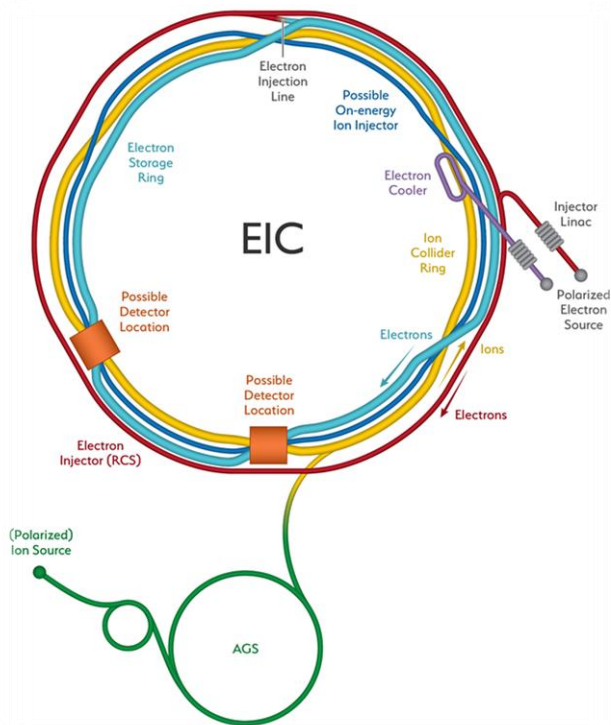 Electron
Injection
Line
Possible
On-energy
Ion Injector
Electron
Storage
Ring
Electron
Cooler
Injector
Linac
EIC
Ion
Collider
Ring
Polarized
Electron
Source
Possible
Detector
Location
Electrons
Ions
Possible
Detector
Location
Electrons
Electron
Injector (RCS)
(Polarized)
Ion Source
AGS